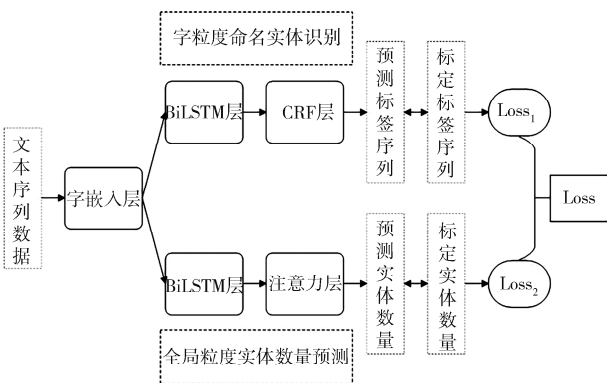 字粒度命名实体识别
文本序列数据
字嵌入层
BiLSTM层
CRF层
预测标签序列
标定标签序列
Loss₁
BiLSTM层
注意力层
预测实体数量
标定实体数量
Loss₂
Loss
全局粒度实体数量预测